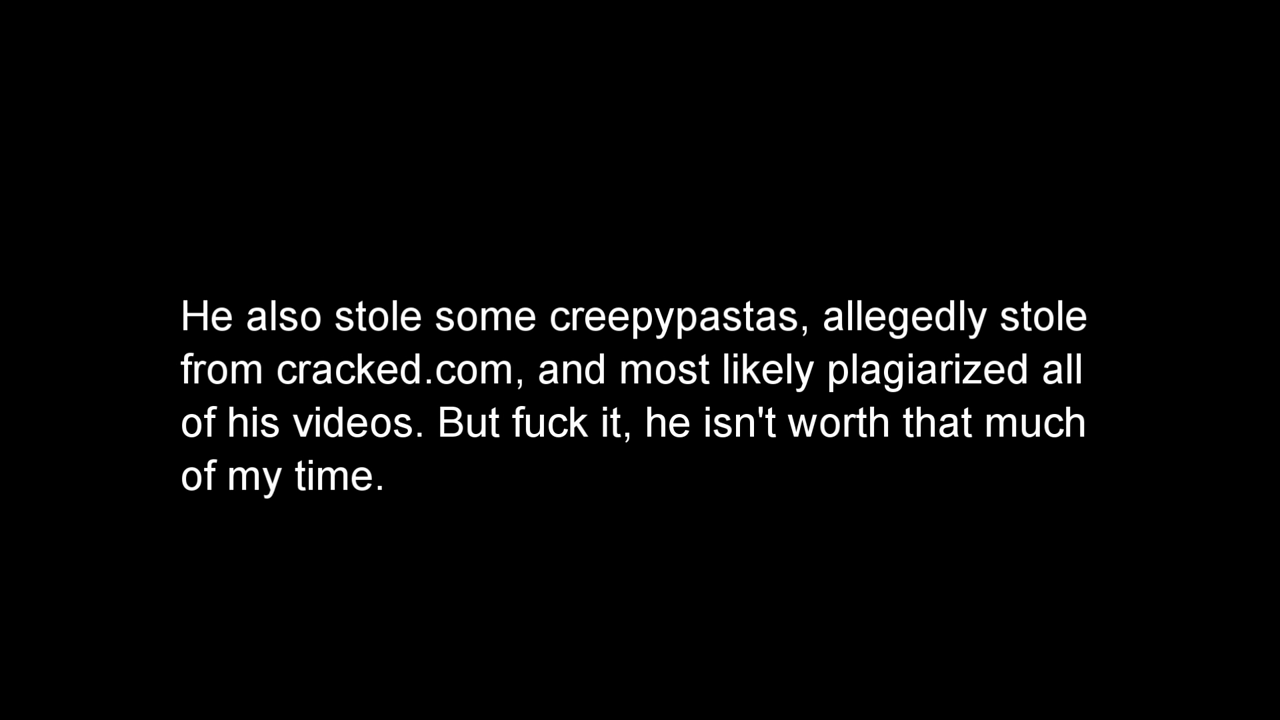 He also stole some creepypastas, allegedly stole
from cracked.com, and most likely plagiarized all
of his videos. But fuck it, he isn't worth that much
of my time.